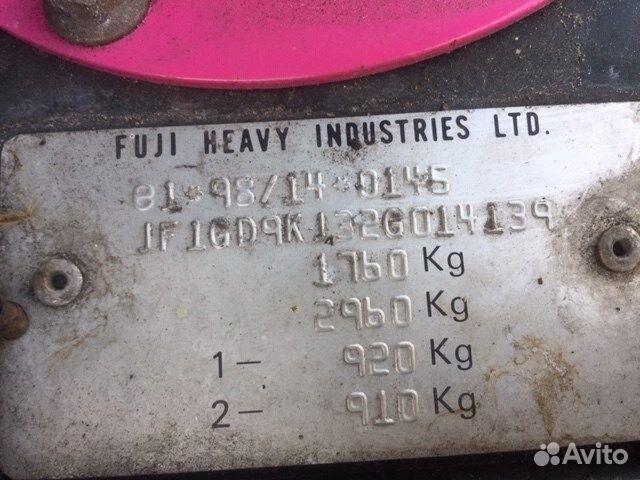 FUJI HEAVY INDUSTRIES LTD.
e1*98/14*0145
JF1GD9K132G014139
1760 Kg
2960 Kg
1- 920 Kg
2- 910 Kg
Avito